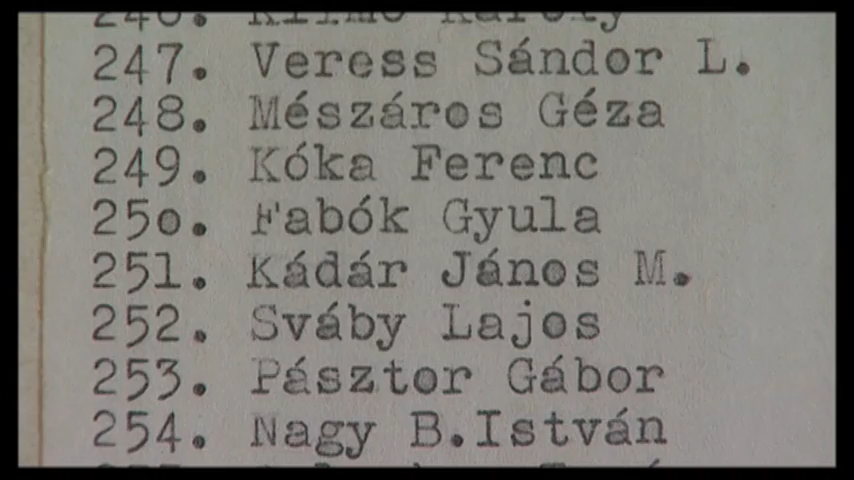 247. Veress Sándor L.
248. Mészáros Géza
249. Kóka Ferenc
25o. Fabók Gyula
251. Kádár János M.
252. Sváby Lajos
253. Pásztor Gábor
254. Nagy B.István